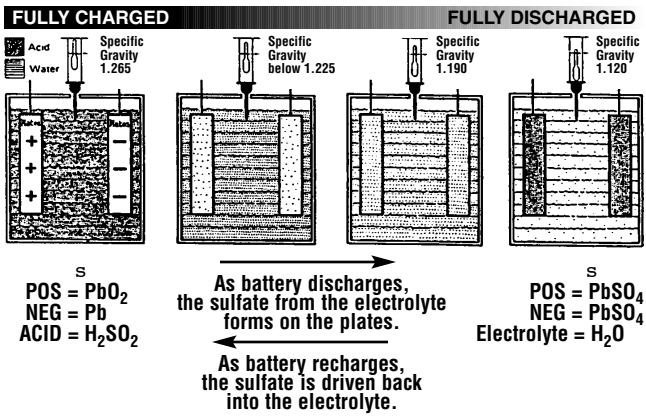 FULLY CHARGED
FULLY DISCHARGED
Acid
Water
Specific
Gravity
1.265
Specific
Gravity
below 1.225
Specific
Gravity
1.190
Specific
Gravity
1.120
Plates
Plates
+
+
+
−
−
−
S
POS = PbO₂
NEG = Pb
ACID = H₂SO₂
As battery discharges,
the sulfate from the electrolyte
forms on the plates.
As battery recharges,
the sulfate is driven back
into the electrolyte.
S
POS = PbSO₄
NEG = PbSO₄
Electrolyte = H₂O